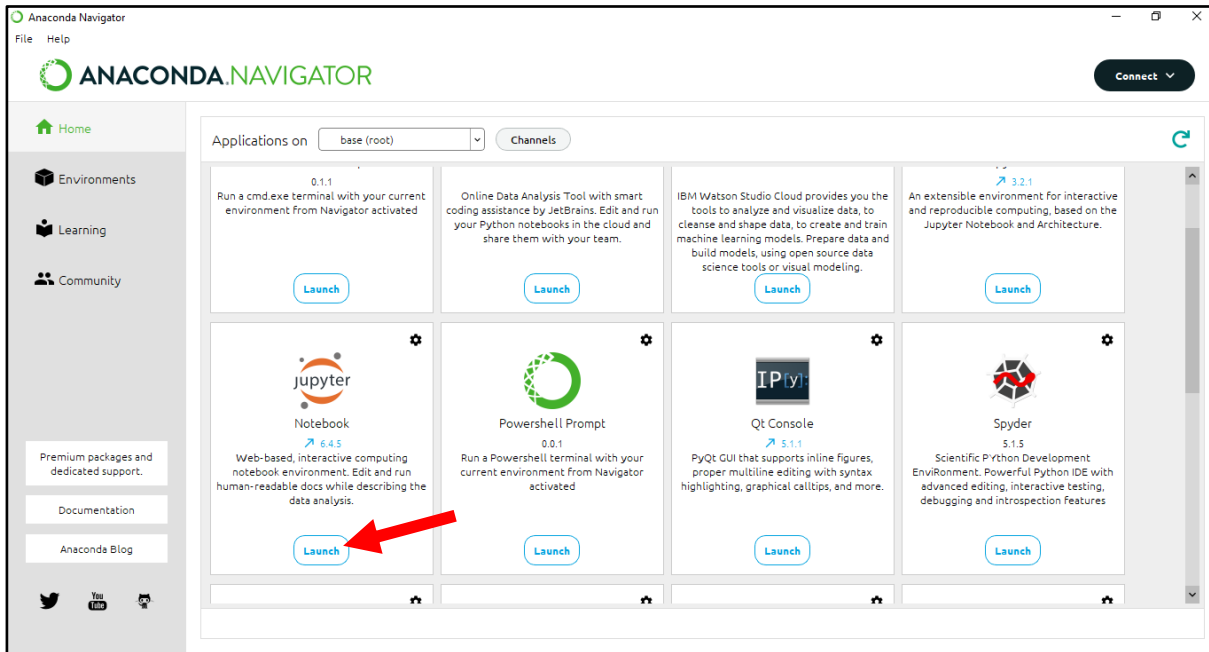 Anaconda Navigator
File Help
ANACONDA.NAVIGATOR
Connect
Home
Environments
Learning
Community
Premium packages and
dedicated support.
Documentation
Anaconda Blog
You
Tube
Applications on base (root) Channels
0.1.1
Run a cmd.exe terminal with your current
environment from Navigator activated
Launch
Online Data Analysis Tool with smart
coding assistance by JetBrains. Edit and run
your Python notebooks in the cloud and
share them with your team.
Launch
IBM Watson Studio Cloud provides you the
tools to analyze and visualize data, to
cleanse and shape data, to create and train
machine learning models. Prepare data and
build models, using open source data
science tools or visual modeling.
Launch
3.2.1
An extensible environment for interactive
and reproducible computing, based on the
Jupyter Notebook and Architecture.
Launch
jupyter
Notebook
6.4.5
Web-based, interactive computing
notebook environment. Edit and run
human-readable docs while describing the
data analysis.
Launch
Powershell Prompt
0.0.1
Run a Powershell terminal with your
current environment from Navigator
activated
Launch
IP[y]:
Qt Console
5.1.1
PyQt GUI that supports inline figures,
proper multiline editing with syntax
highlighting, graphical calltips, and more.
Launch
Spyder
5.1.5
Scientific PYthon Development
EnviRonment. Powerful Python IDE with
advanced editing, interactive testing,
debugging and introspection features
Launch